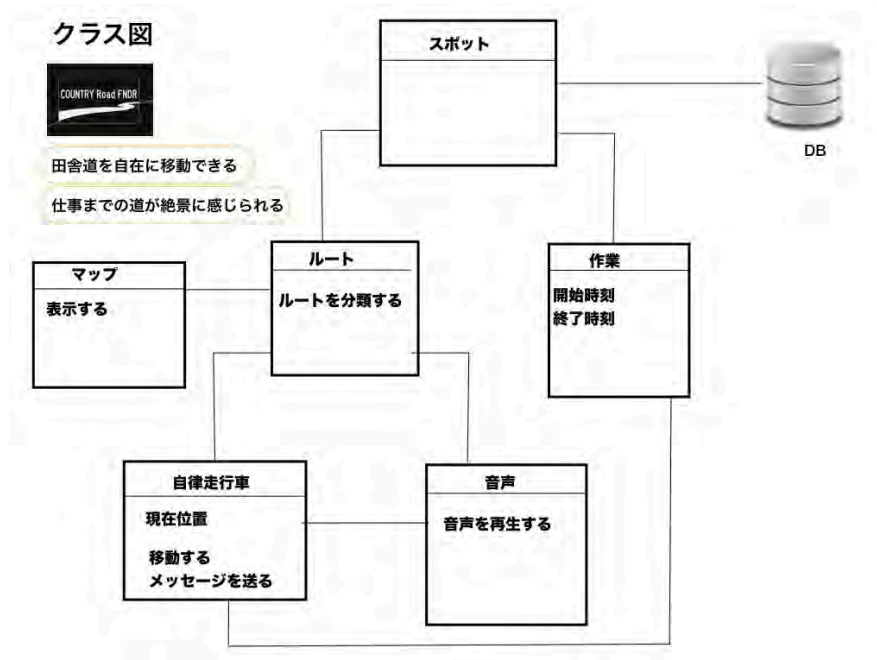 クラス図
COUNTRY Road FNDR
田舎道を自在に移動できる
仕事までの道が絶景に感じられる
スポット
DB
マップ
表示する
ルート
ルートを分類する
作業
開始時刻
終了時刻
自律走行車
現在位置
移動する
メッセージを送る
音声
音声を再生する